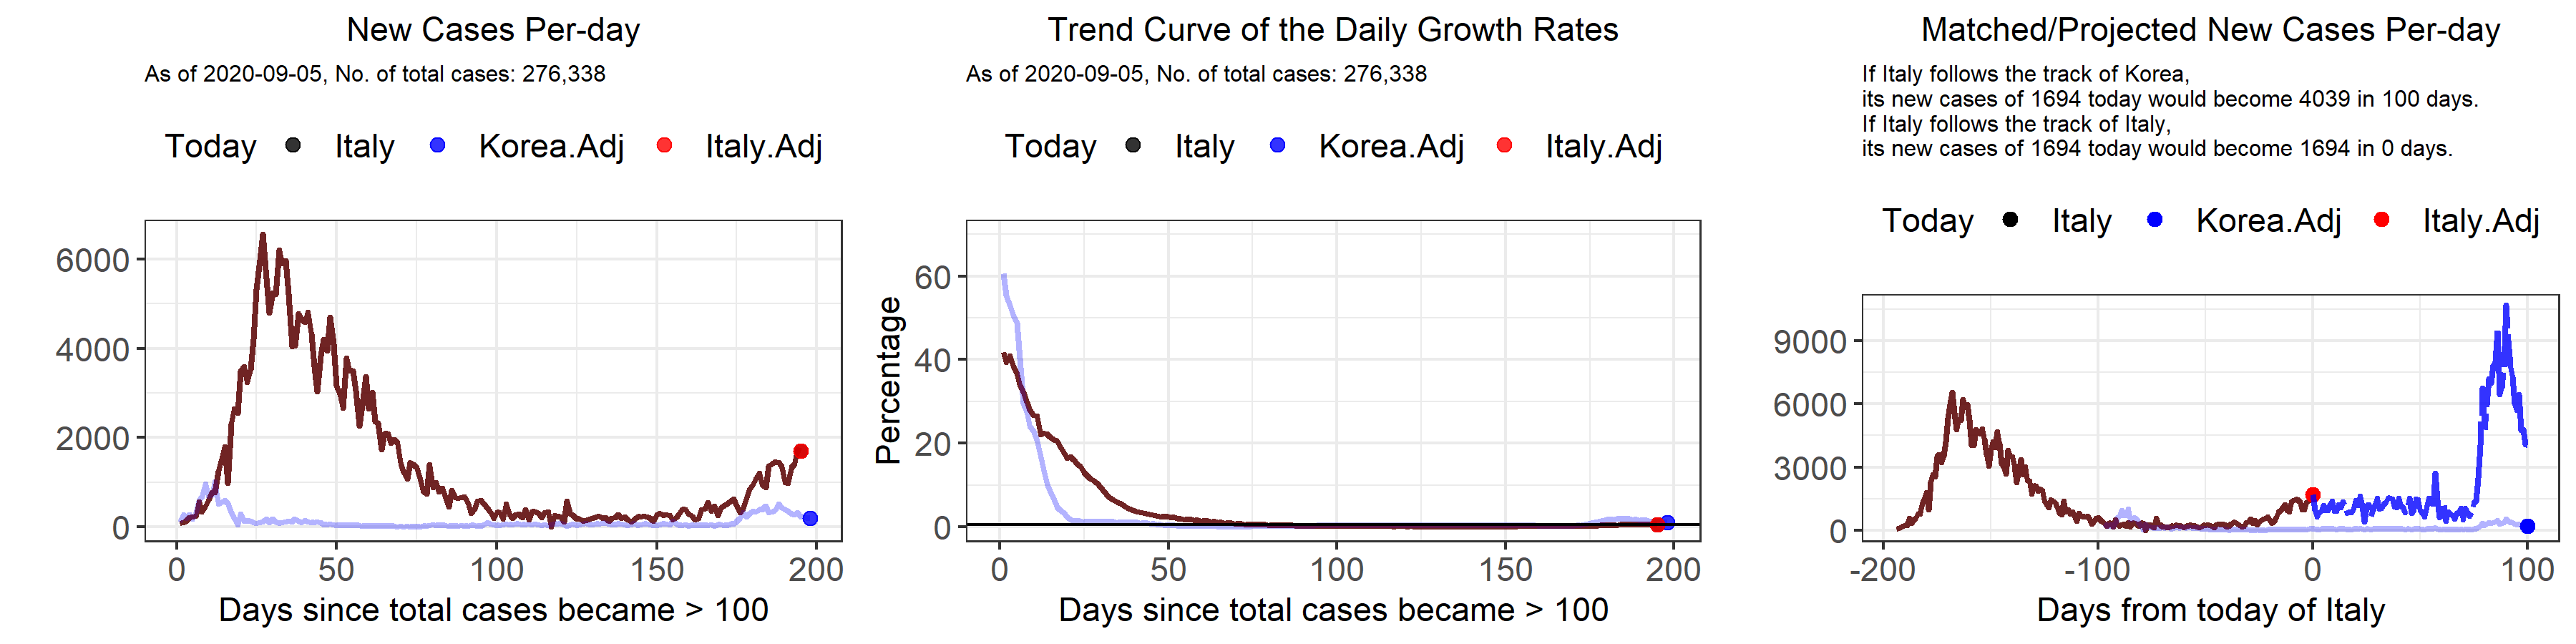 New Cases Per-day
As of 2020-09-05, No. of total cases: 276,338
Today Italy Korea.Adj Italy.Adj
6000
4000
2000
0
0 50 100 150 200
Days since total cases became > 100
Trend Curve of the Daily Growth Rates
As of 2020-09-05, No. of total cases: 276,338
Today Italy Korea.Adj Italy.Adj
Percentage
60
40
20
0
0 50 100 150 200
Days since total cases became > 100
Matched/Projected New Cases Per-day
If Italy follows the track of Korea,
its new cases of 1694 today would become 4039 in 100 days.
If Italy follows the track of Italy,
its new cases of 1694 today would become 1694 in 0 days.
Today Italy Korea.Adj Italy.Adj
9000
6000
3000
0
-200 -100 0 100
Days from today of Italy